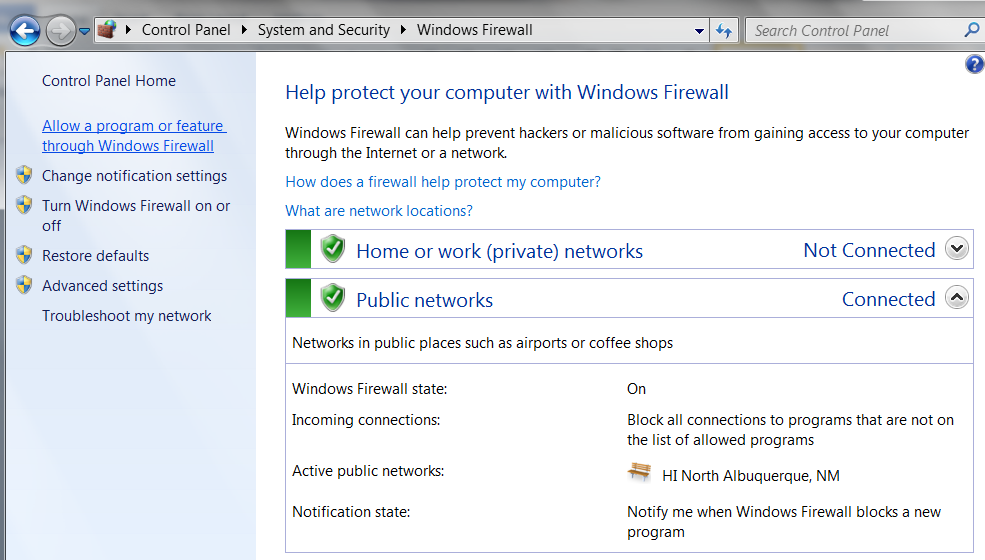 Control Panel System and Security Windows Firewall
Search Control Panel
Control Panel Home
Allow a program or feature
through Windows Firewall
Change notification settings
Turn Windows Firewall on or
off
Restore defaults
Advanced settings
Troubleshoot my network
?
Help protect your computer with Windows Firewall
Windows Firewall can help prevent hackers or malicious software from gaining access to your computer
through the Internet or a network.
How does a firewall help protect my computer?
What are network locations?
Home or work (private) networks Not Connected
Public networks Connected
Networks in public places such as airports or coffee shops
Windows Firewall state: On
Incoming connections: Block all connections to programs that are not on
the list of allowed programs
Active public networks: HI North Albuquerque, NM
Notification state: Notify me when Windows Firewall blocks a new
program